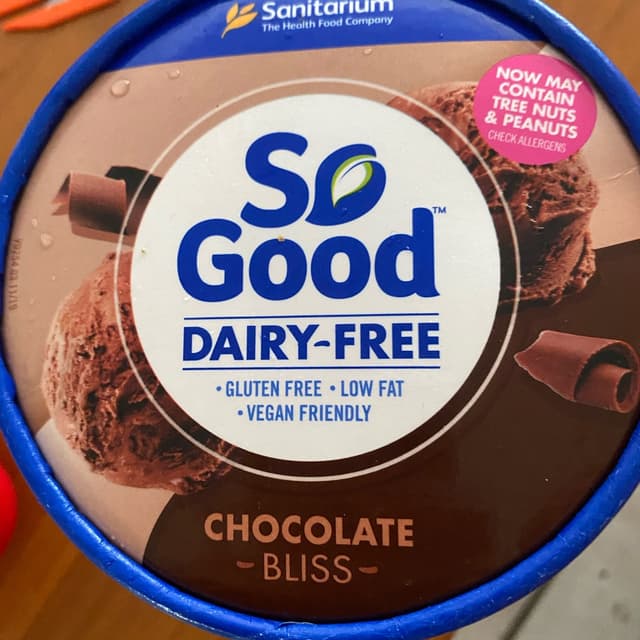 Sanitarium
The Health Food Company
NOW MAY
CONTAIN
TREE NUTS
& PEANUTS
CHECK ALLERGENS
So
Good™
DAIRY-FREE
• GLUTEN FREE • LOW FAT
• VEGAN FRIENDLY
CHOCOLATE
- BLISS -